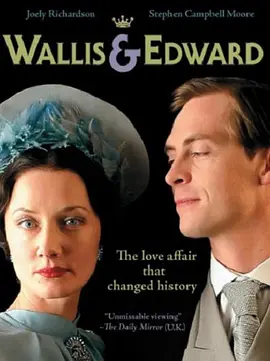 Joely Richardson Stephen Campbell Moore
WALLIS & EDWARD
The love affair
that
changed history
"Unmissable viewing"
–The Daily Mirror (U.K.)